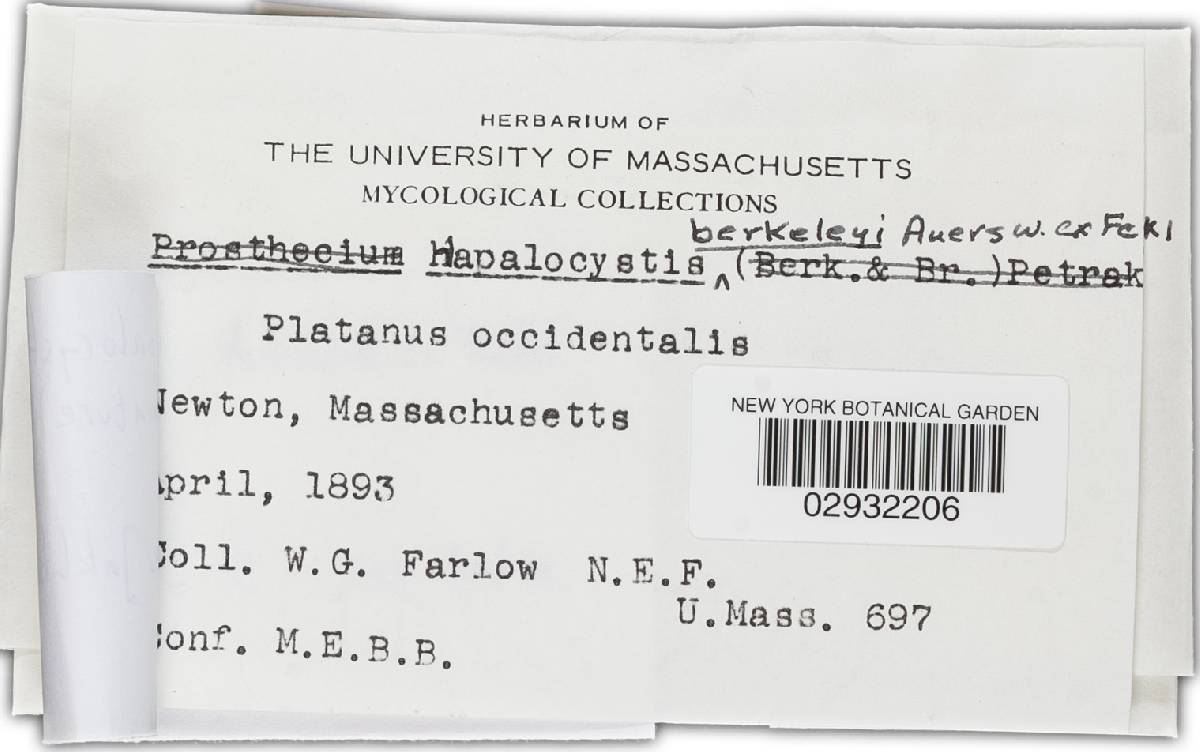 HERBARIUM OF
THE UNIVERSITY OF MASSACHUSETTS
MYCOLOGICAL COLLECTIONS
berkeleyi Auersw. ex Fckl
Prosthecium Hapalocystis ^ (Berk. & Br.) Petrak
Platanus occidentalis
Newton, Massachusetts
April, 1893
Coll. W.G. Farlow N.E.F.
U.Mass. 697
Conf. M.E.B.B.
NEW YORK BOTANICAL GARDEN
02932206